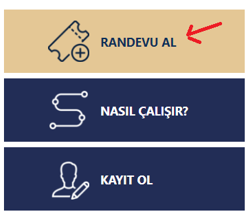 RANDEVU AL
NASIL ÇALIŞIR?
KAYIT OL